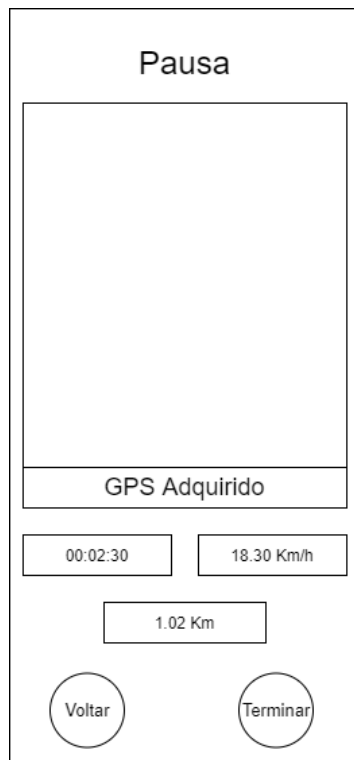 Pausa
GPS Adquirido
00:02:30
18.30 Km/h
1.02 Km
Voltar
Terminar